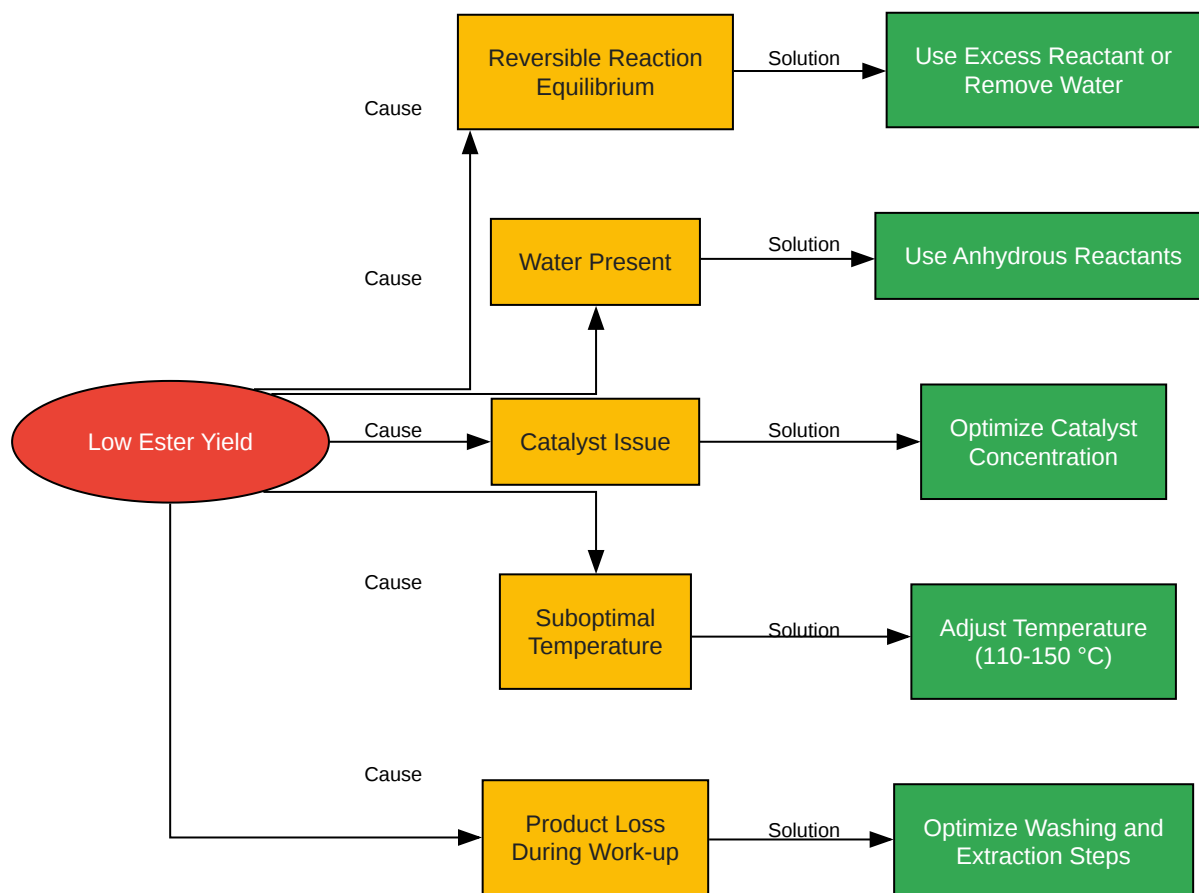 Reversible Reaction
Equilibrium
Solution
Use Excess Reactant or
Remove Water
Cause
Water Present
Solution
Use Anhydrous Reactants
Cause
Low Ester Yield
Cause
Catalyst Issue
Solution
Optimize Catalyst
Concentration
Cause
Suboptimal
Temperature
Solution
Adjust Temperature
(110-150 °C)
Cause
Product Loss
During Work-up
Solution
Optimize Washing and
Extraction Steps